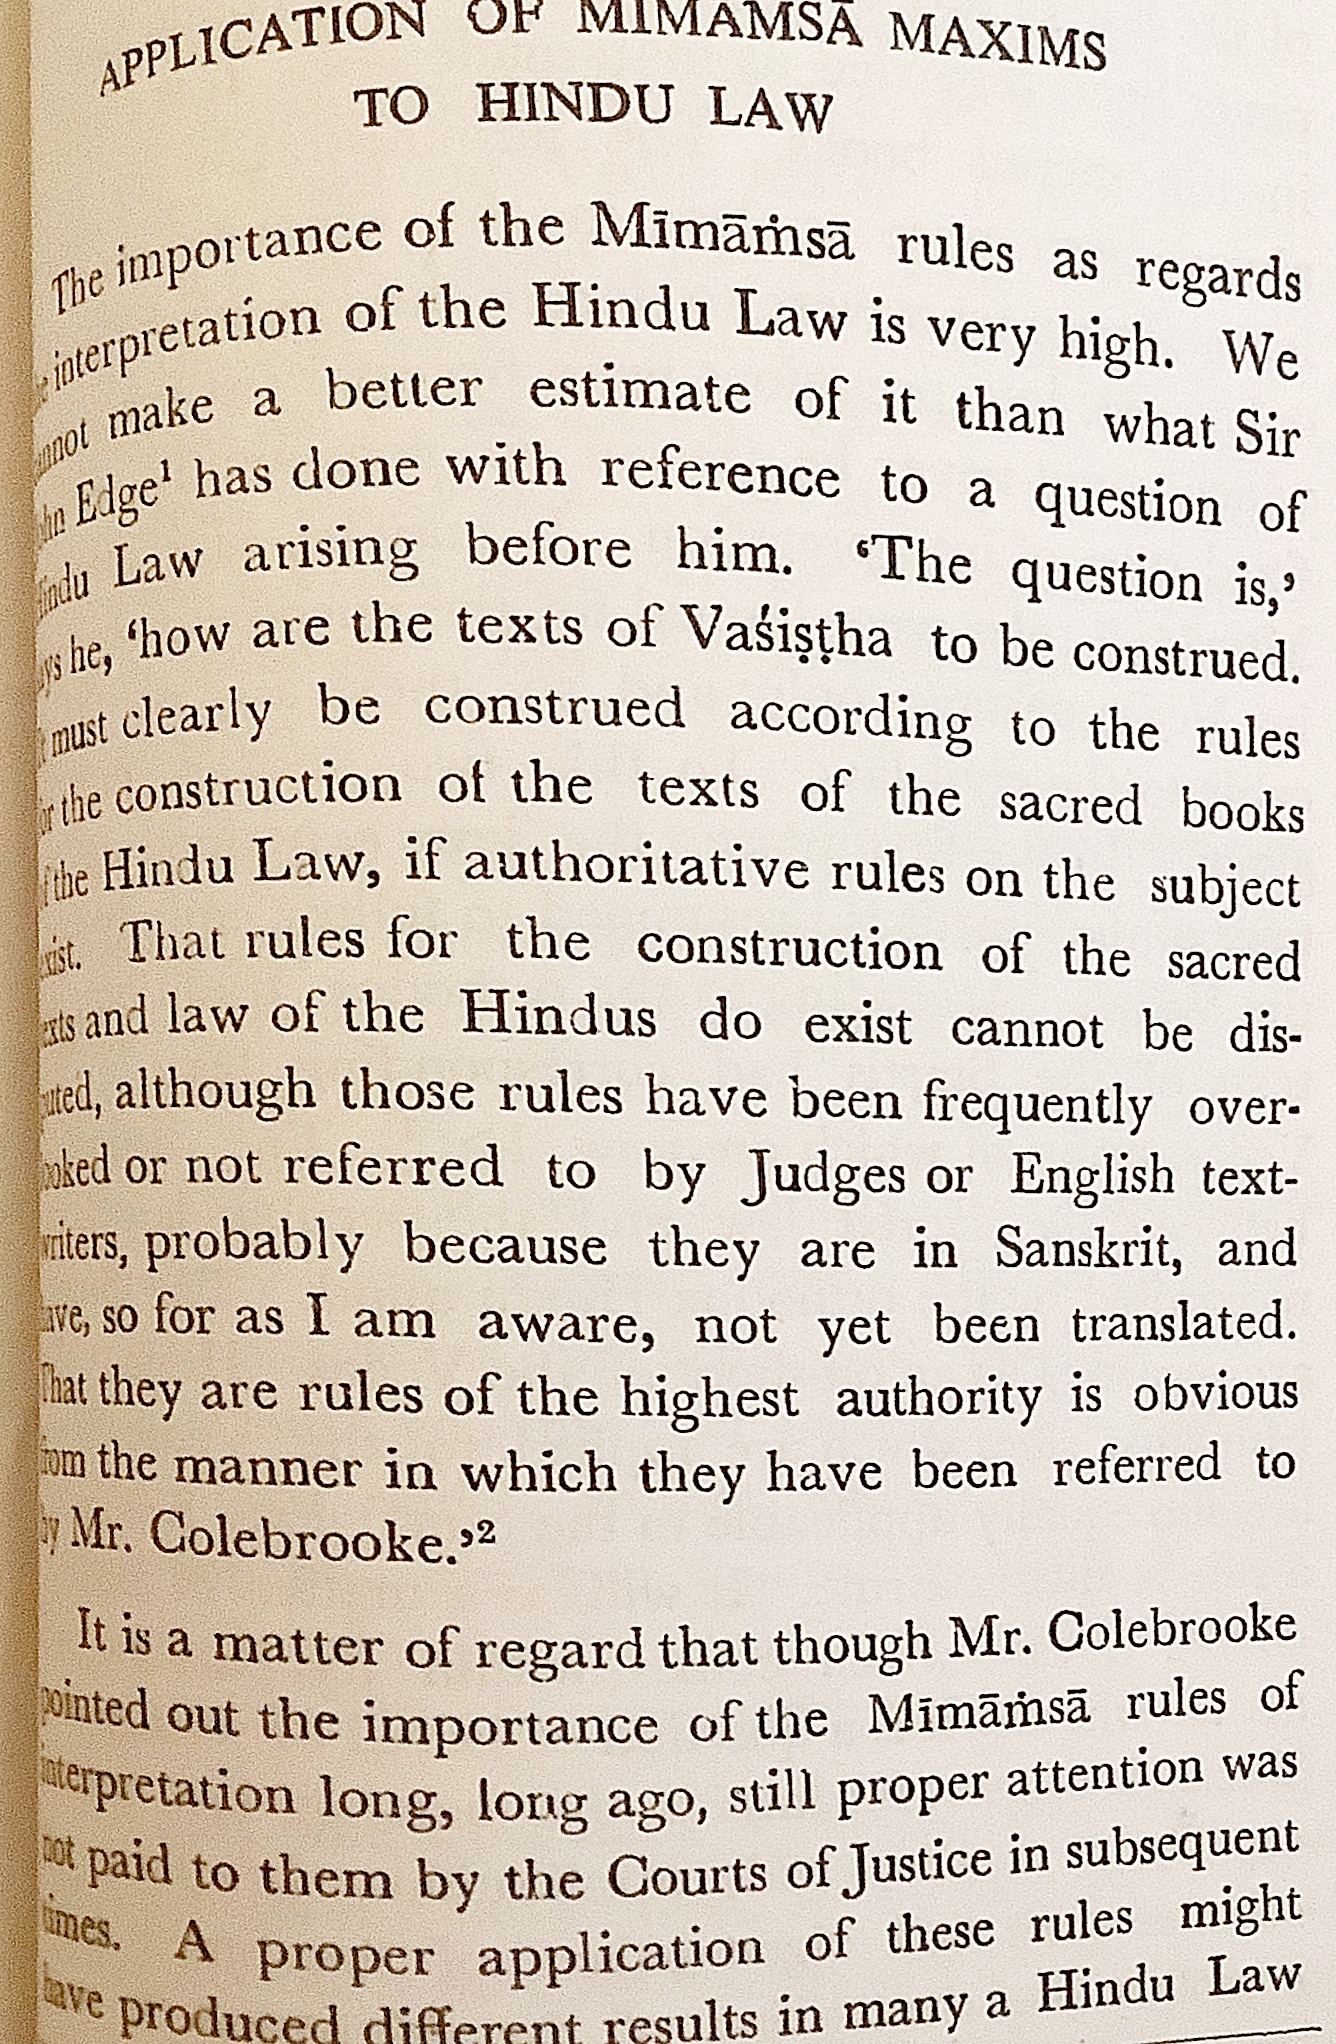 APPLICATION OF MĪMĀṀSĀ MAXIMS
TO HINDU LAW
The importance of the Mīmāṁsā rules as regards
interpretation of the Hindu Law is very high. We
make a better estimate of it than what Sir
Edge¹ has done with reference to a question of
Law arising before him. ‘The question is,’
he, ‘how are the texts of Vaśiṣṭha to be construed.
must clearly be construed according to the rules
the construction of the texts of the sacred books
the Hindu Law, if authoritative rules on the subject
That rules for the construction of the sacred
and law of the Hindus do exist cannot be dis-
although those rules have been frequently over-
or not referred to by Judges or English text-
writers, probably because they are in Sanskrit, and
so for as I am aware, not yet been translated.
That they are rules of the highest authority is obvious
from the manner in which they have been referred to
by Mr. Colebrooke.’²
It is a matter of regard that though Mr. Colebrooke
pointed out the importance of the Mīmāṁsā rules of
interpretation long, long ago, still proper attention was
not paid to them by the Courts of Justice in subsequent
times. A proper application of these rules might
have produced different results in many a Hindu Law